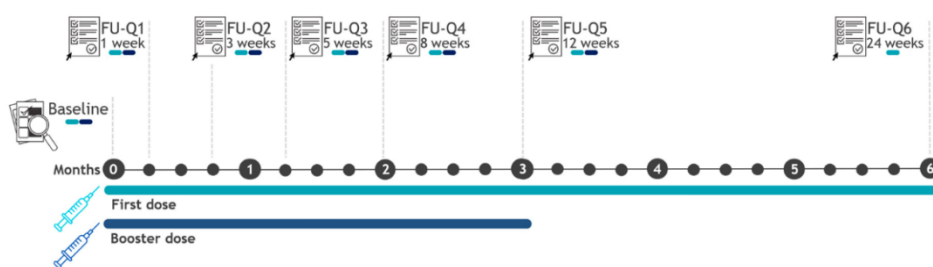 FU-Q1
1 week
FU-Q2
3 weeks
FU-Q3
5 weeks
FU-Q4
8 weeks
FU-Q5
12 weeks
FU-Q6
24 weeks
Baseline
Months 0 1 2 3 4 5 6
First dose
Booster dose